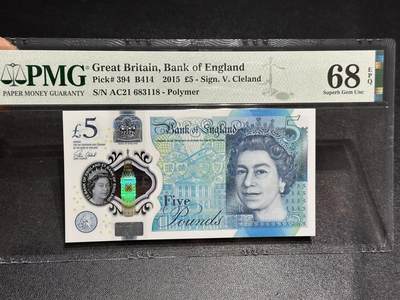 PMG
PAPER MONEY GUARANTY
Great Britain, Bank of England
Pick# 394 B414 2015 £5 - Sign. V. Cleland
S/N AC21 683118 - Polymer
68
EPQ
Superb Gem Unc
£5
Bank of England
5
Five
Pounds